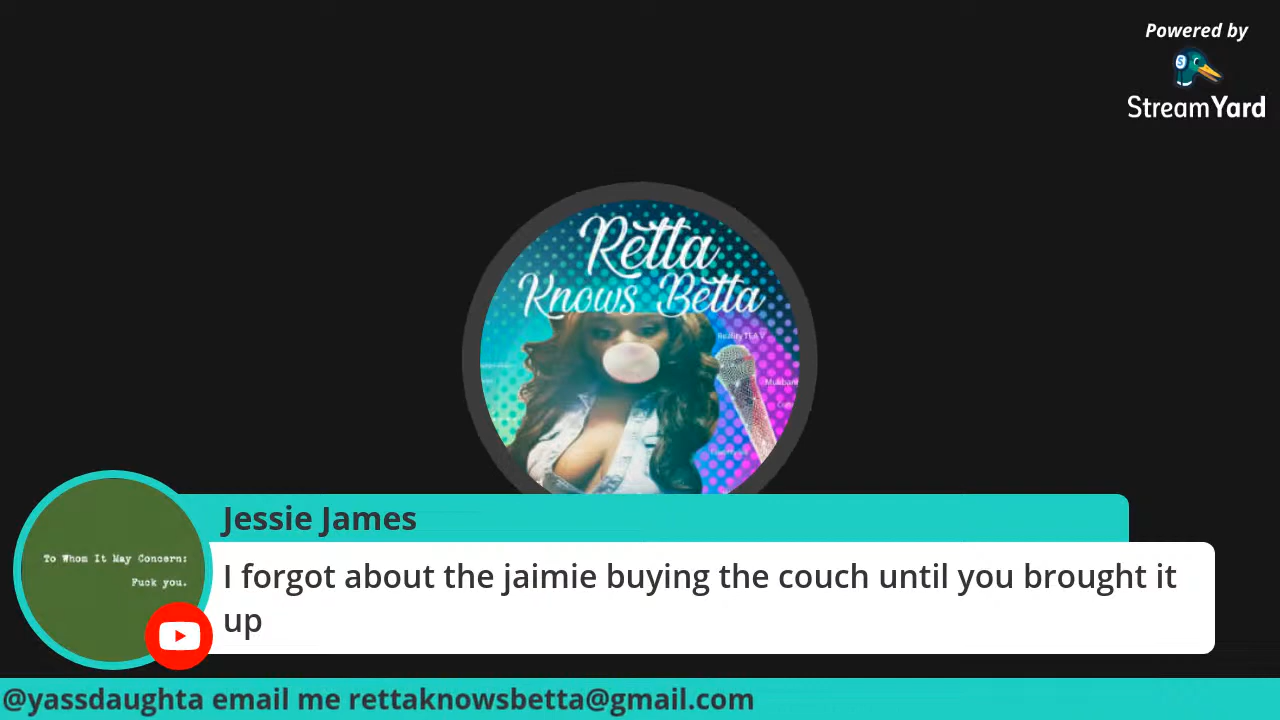 Powered by
StreamYard
Retta
Knows Betta
Jessie James
To Whom It May Concern:
Fuck you.
I forgot about the jaimie buying the couch until you brought it
up
@yassdaughta email me rettaknowsbetta@gmail.com